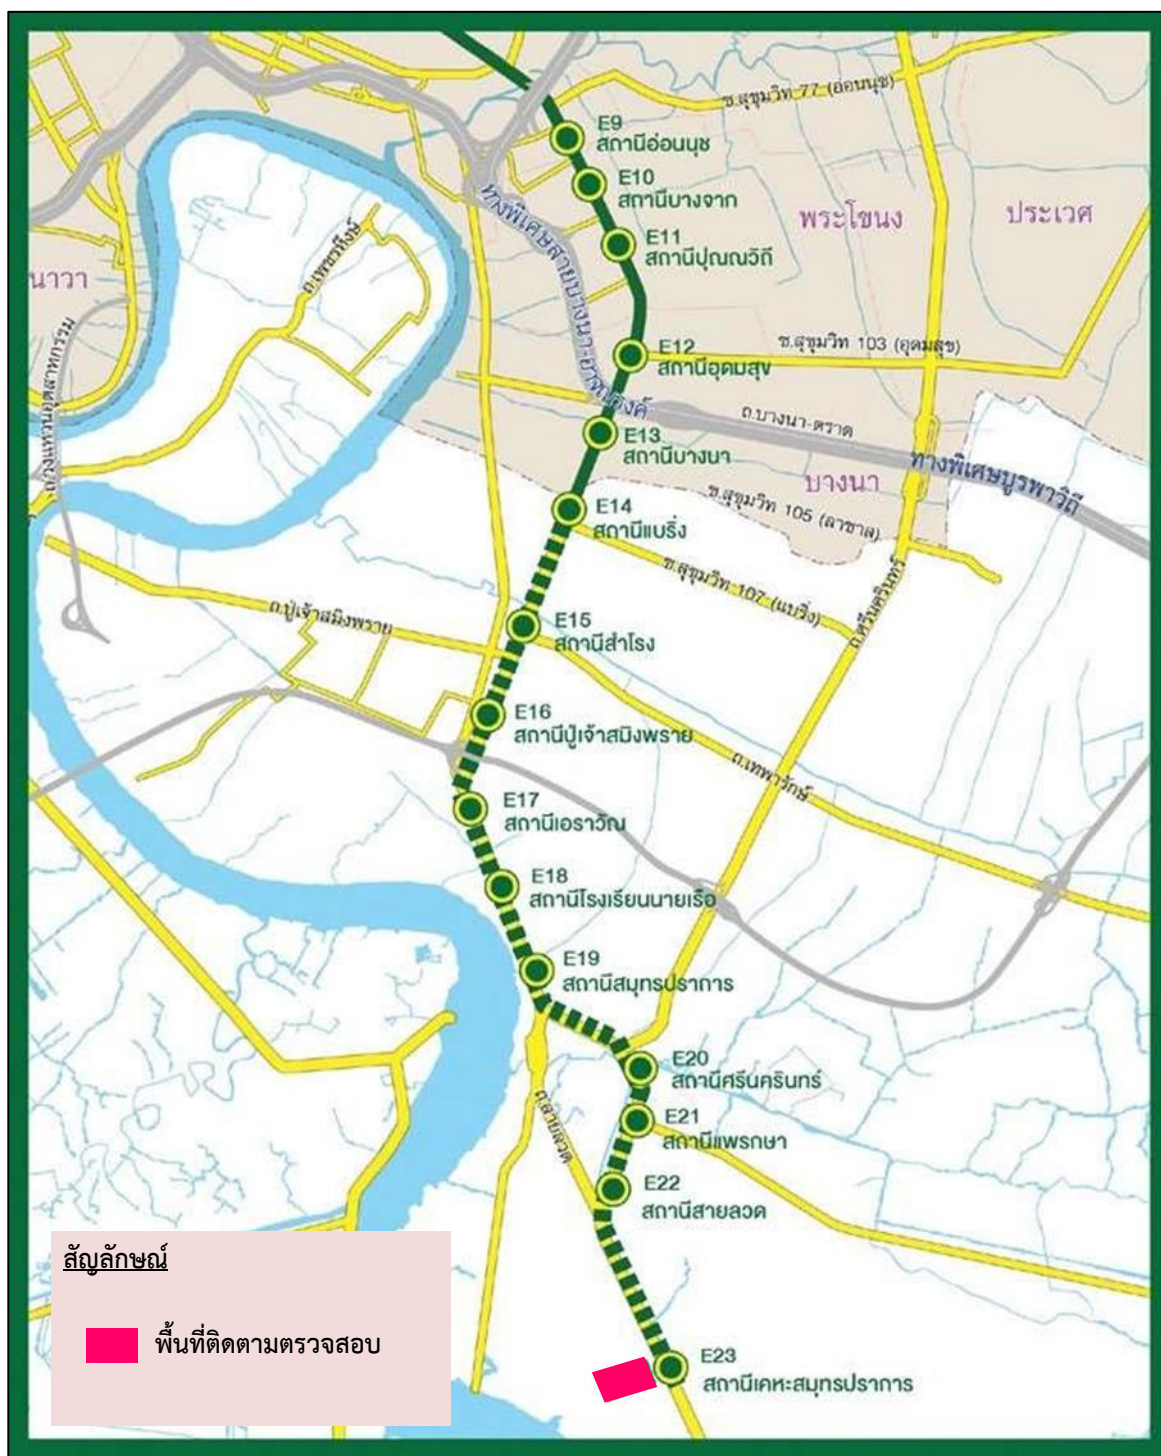 ซ.สุขุมวิท 77 (อ่อนนุช)
E9
สถานีอ่อนนุช
E10
สถานีบางจาก
ทางพิเศษสายบางนา-อาจณรงค์
พระโขนง
ประเวศ
E11
สถานีปุณณวิถี
ถ.เพชรหึงษ์
นาวา
ถ.วงแหวนอุตสาหกรรม
E12
สถานีอุดมสุข
ซ.สุขุมวิท 103 (อุดมสุข)
ถ.บางนา-ตราด
E13
สถานีบางนา
ทางพิเศษบูรพาวิถี
บางนา
ซ.สุขุมวิท 105 (ลาซาล)
E14
สถานีแบริ่ง
ซ.สุขุมวิท 107 (แบริ่ง)
ถ.ศรีนครินทร์
ถ.ปู่เจ้าสมิงพราย
E15
สถานีสำโรง
E16
สถานีปู่เจ้าสมิงพราย
ถ.เทพารักษ์
E17
สถานีเอราวัณ
E18
สถานีโรงเรียนนายเรือ
E19
สถานีสมุทรปราการ
E20
สถานีศรีนครินทร์
ถ.สายลวด
E21
สถานีแพรกษา
E22
สถานีสายลวด
สัญลักษณ์
พื้นที่ติดตามตรวจสอบ
E23
สถานีเคหะสมุทรปราการ